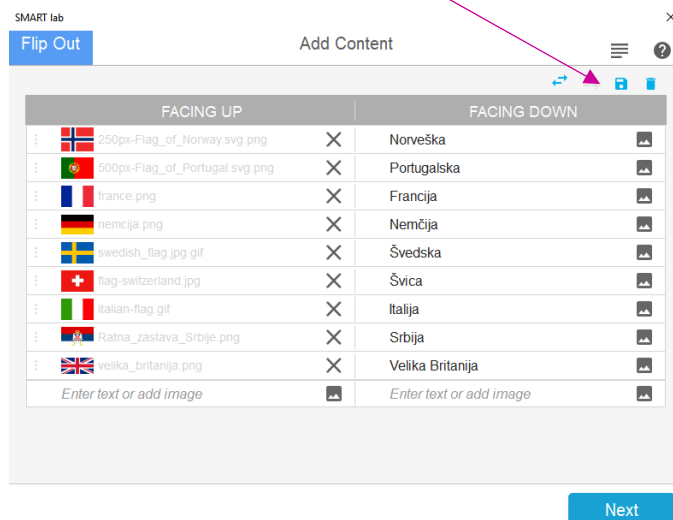 SMART lab
Flip Out Add Content
FACING UP FACING DOWN
250px-Flag_of_Norway.svg.png Norveška
500px-Flag_of_Portugal.svg.png Portugalska
france.png Francija
nemcija.png Nemčija
swedish_flag.jpg.gif Švedska
flag-switzerland.jpg Švica
italian-flag.gif Italija
Ratna_zastava_Srbije.png Srbija
velika_britanija.png Velika Britanija
Enter text or add image Enter text or add image
Next